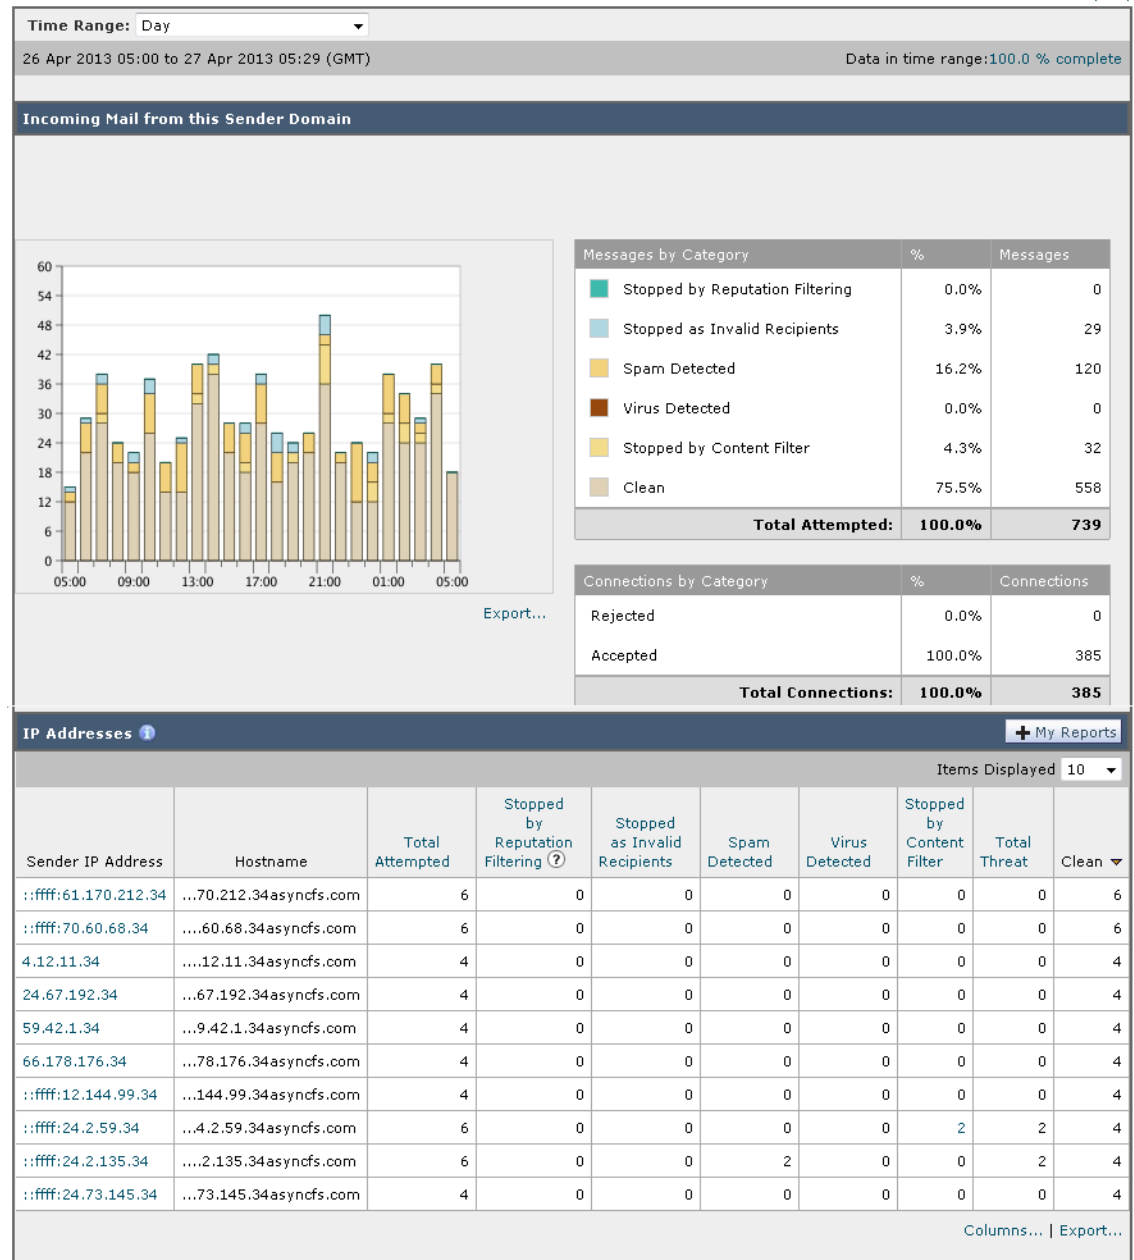 Time Range: Day
26 Apr 2013 05:00 to 27 Apr 2013 05:29 (GMT) Data in time range:100.0 % complete
Incoming Mail from this Sender Domain
60
54
48
42
36
30
24
18
12
6
0
05:00 09:00 13:00 17:00 21:00 01:00 05:00
Export...
Messages by Category % Messages
Stopped by Reputation Filtering 0.0% 0
Stopped as Invalid Recipients 3.9% 29
Spam Detected 16.2% 120
Virus Detected 0.0% 0
Stopped by Content Filter 4.3% 32
Clean 75.5% 558
Total Attempted: 100.0% 739
Connections by Category % Connections
Rejected 0.0% 0
Accepted 100.0% 385
Total Connections: 100.0% 385
IP Addresses i + My Reports
Items Displayed 10
Sender IP Address Hostname Total Attempted Stopped by Reputation Filtering ? Stopped as Invalid Recipients Spam Detected Virus Detected Stopped by Content Filter Total Threat Clean
::ffff:61.170.212.34 ...70.212.34asyncfs.com 6 0 0 0 0 0 0 6
::ffff:70.60.68.34 ....60.68.34asyncfs.com 6 0 0 0 0 0 0 6
4.12.11.34 ....12.11.34asyncfs.com 4 0 0 0 0 0 0 4
24.67.192.34 ...67.192.34asyncfs.com 4 0 0 0 0 0 0 4
59.42.1.34 ...9.42.1.34asyncfs.com 4 0 0 0 0 0 0 4
66.178.176.34 ...78.176.34asyncfs.com 4 0 0 0 0 0 0 4
::ffff:12.144.99.34 ...144.99.34asyncfs.com 4 0 0 0 0 0 0 4
::ffff:24.2.59.34 ...4.2.59.34asyncfs.com 6 0 0 0 0 2 2 4
::ffff:24.2.135.34 ....2.135.34asyncfs.com 6 0 0 2 0 0 2 4
::ffff:24.73.145.34 ...73.145.34asyncfs.com 4 0 0 0 0 0 0 4
Columns... | Export...